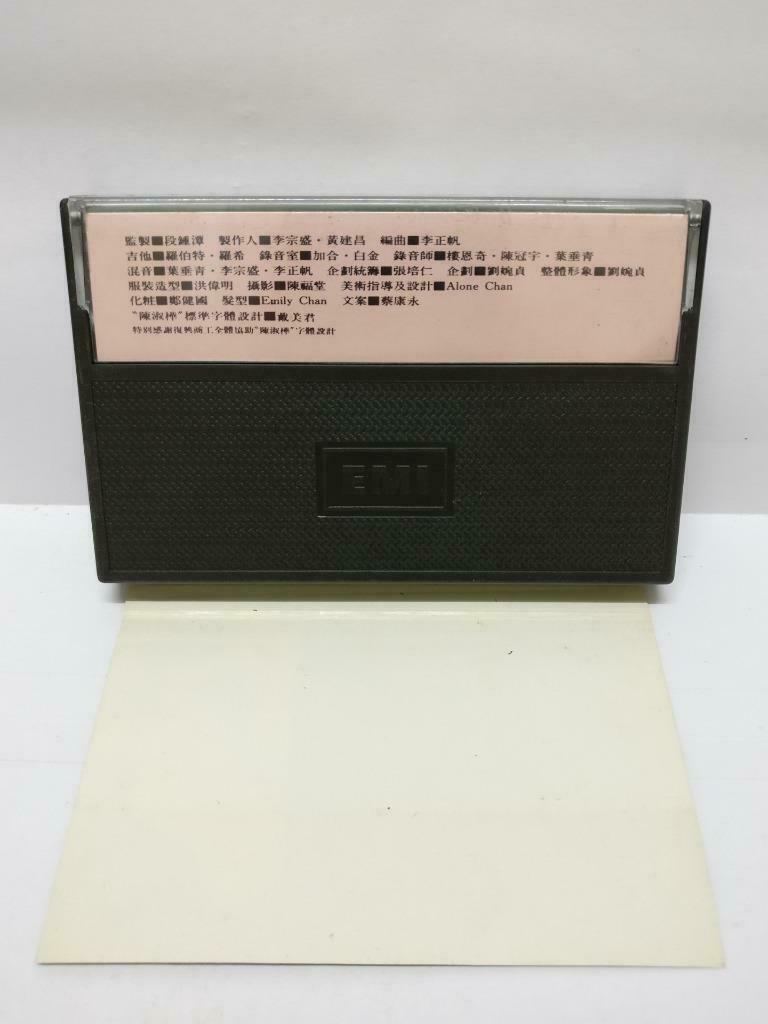 監製■段鍾潭　製作人■李宗盛・黃建昌　編曲■李正帆
吉他■羅伯特・羅希　錄音室■加合・白金　錄音師■樓恩奇・陳冠宇・葉垂青
混音■葉垂青・李宗盛・李正帆　企劃統籌■張培仁　企劃■劉婉貞　整體形象■劉婉貞
服裝造型■洪偉明　攝影■陳福堂　美術指導及設計■Alone Chan
化粧■鄭健國　髮型■Emily Chan　文案■蔡康永
"陳淑樺"標準字體設計■戴美君
特別感謝復興商工全體協助"陳淑樺"字體設計
EMI